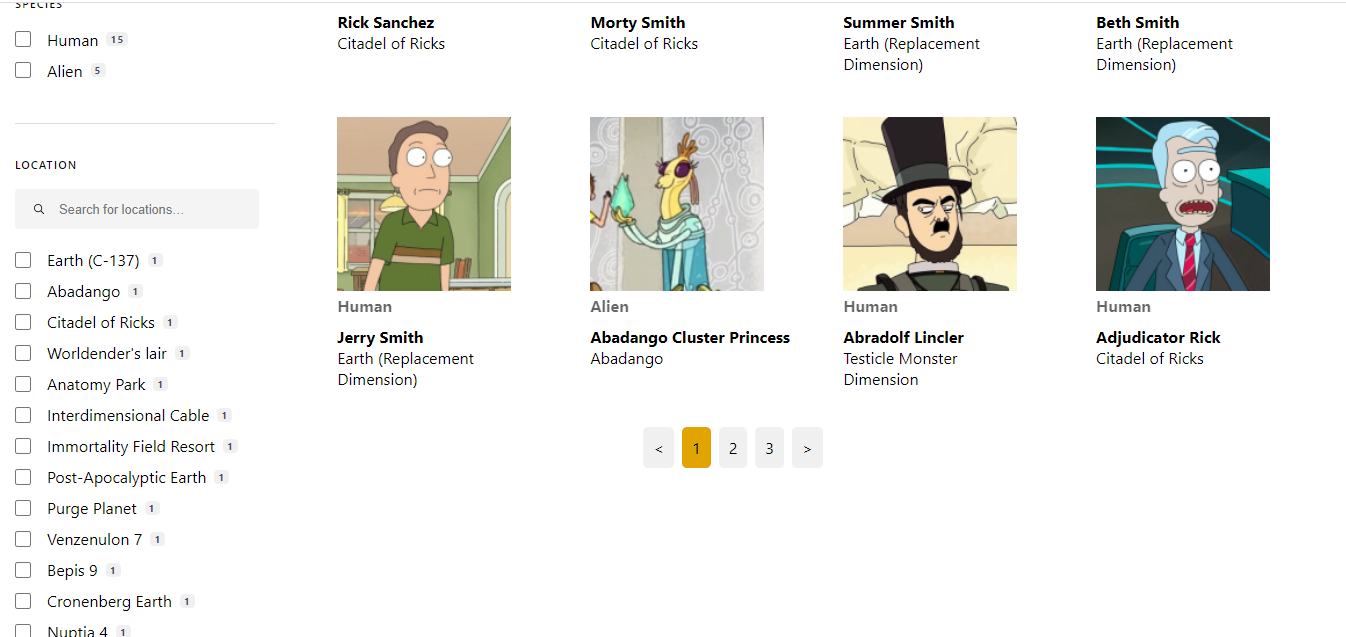 SPECIES
Human 15
Alien 5
LOCATION
Search for locations...
Earth (C-137) 1
Abadango 1
Citadel of Ricks 1
Worldender's lair 1
Anatomy Park 1
Interdimensional Cable 1
Immortality Field Resort 1
Post-Apocalyptic Earth 1
Purge Planet 1
Venzenulon 7 1
Bepis 9 1
Cronenberg Earth 1
Nuptia 4 1
Rick Sanchez
Citadel of Ricks
Morty Smith
Citadel of Ricks
Summer Smith
Earth (Replacement
Dimension)
Beth Smith
Earth (Replacement
Dimension)
Human
Jerry Smith
Earth (Replacement
Dimension)
Alien
Abadango Cluster Princess
Abadango
Human
Abradolf Lincler
Testicle Monster
Dimension
Human
Adjudicator Rick
Citadel of Ricks
< 1 2 3 >